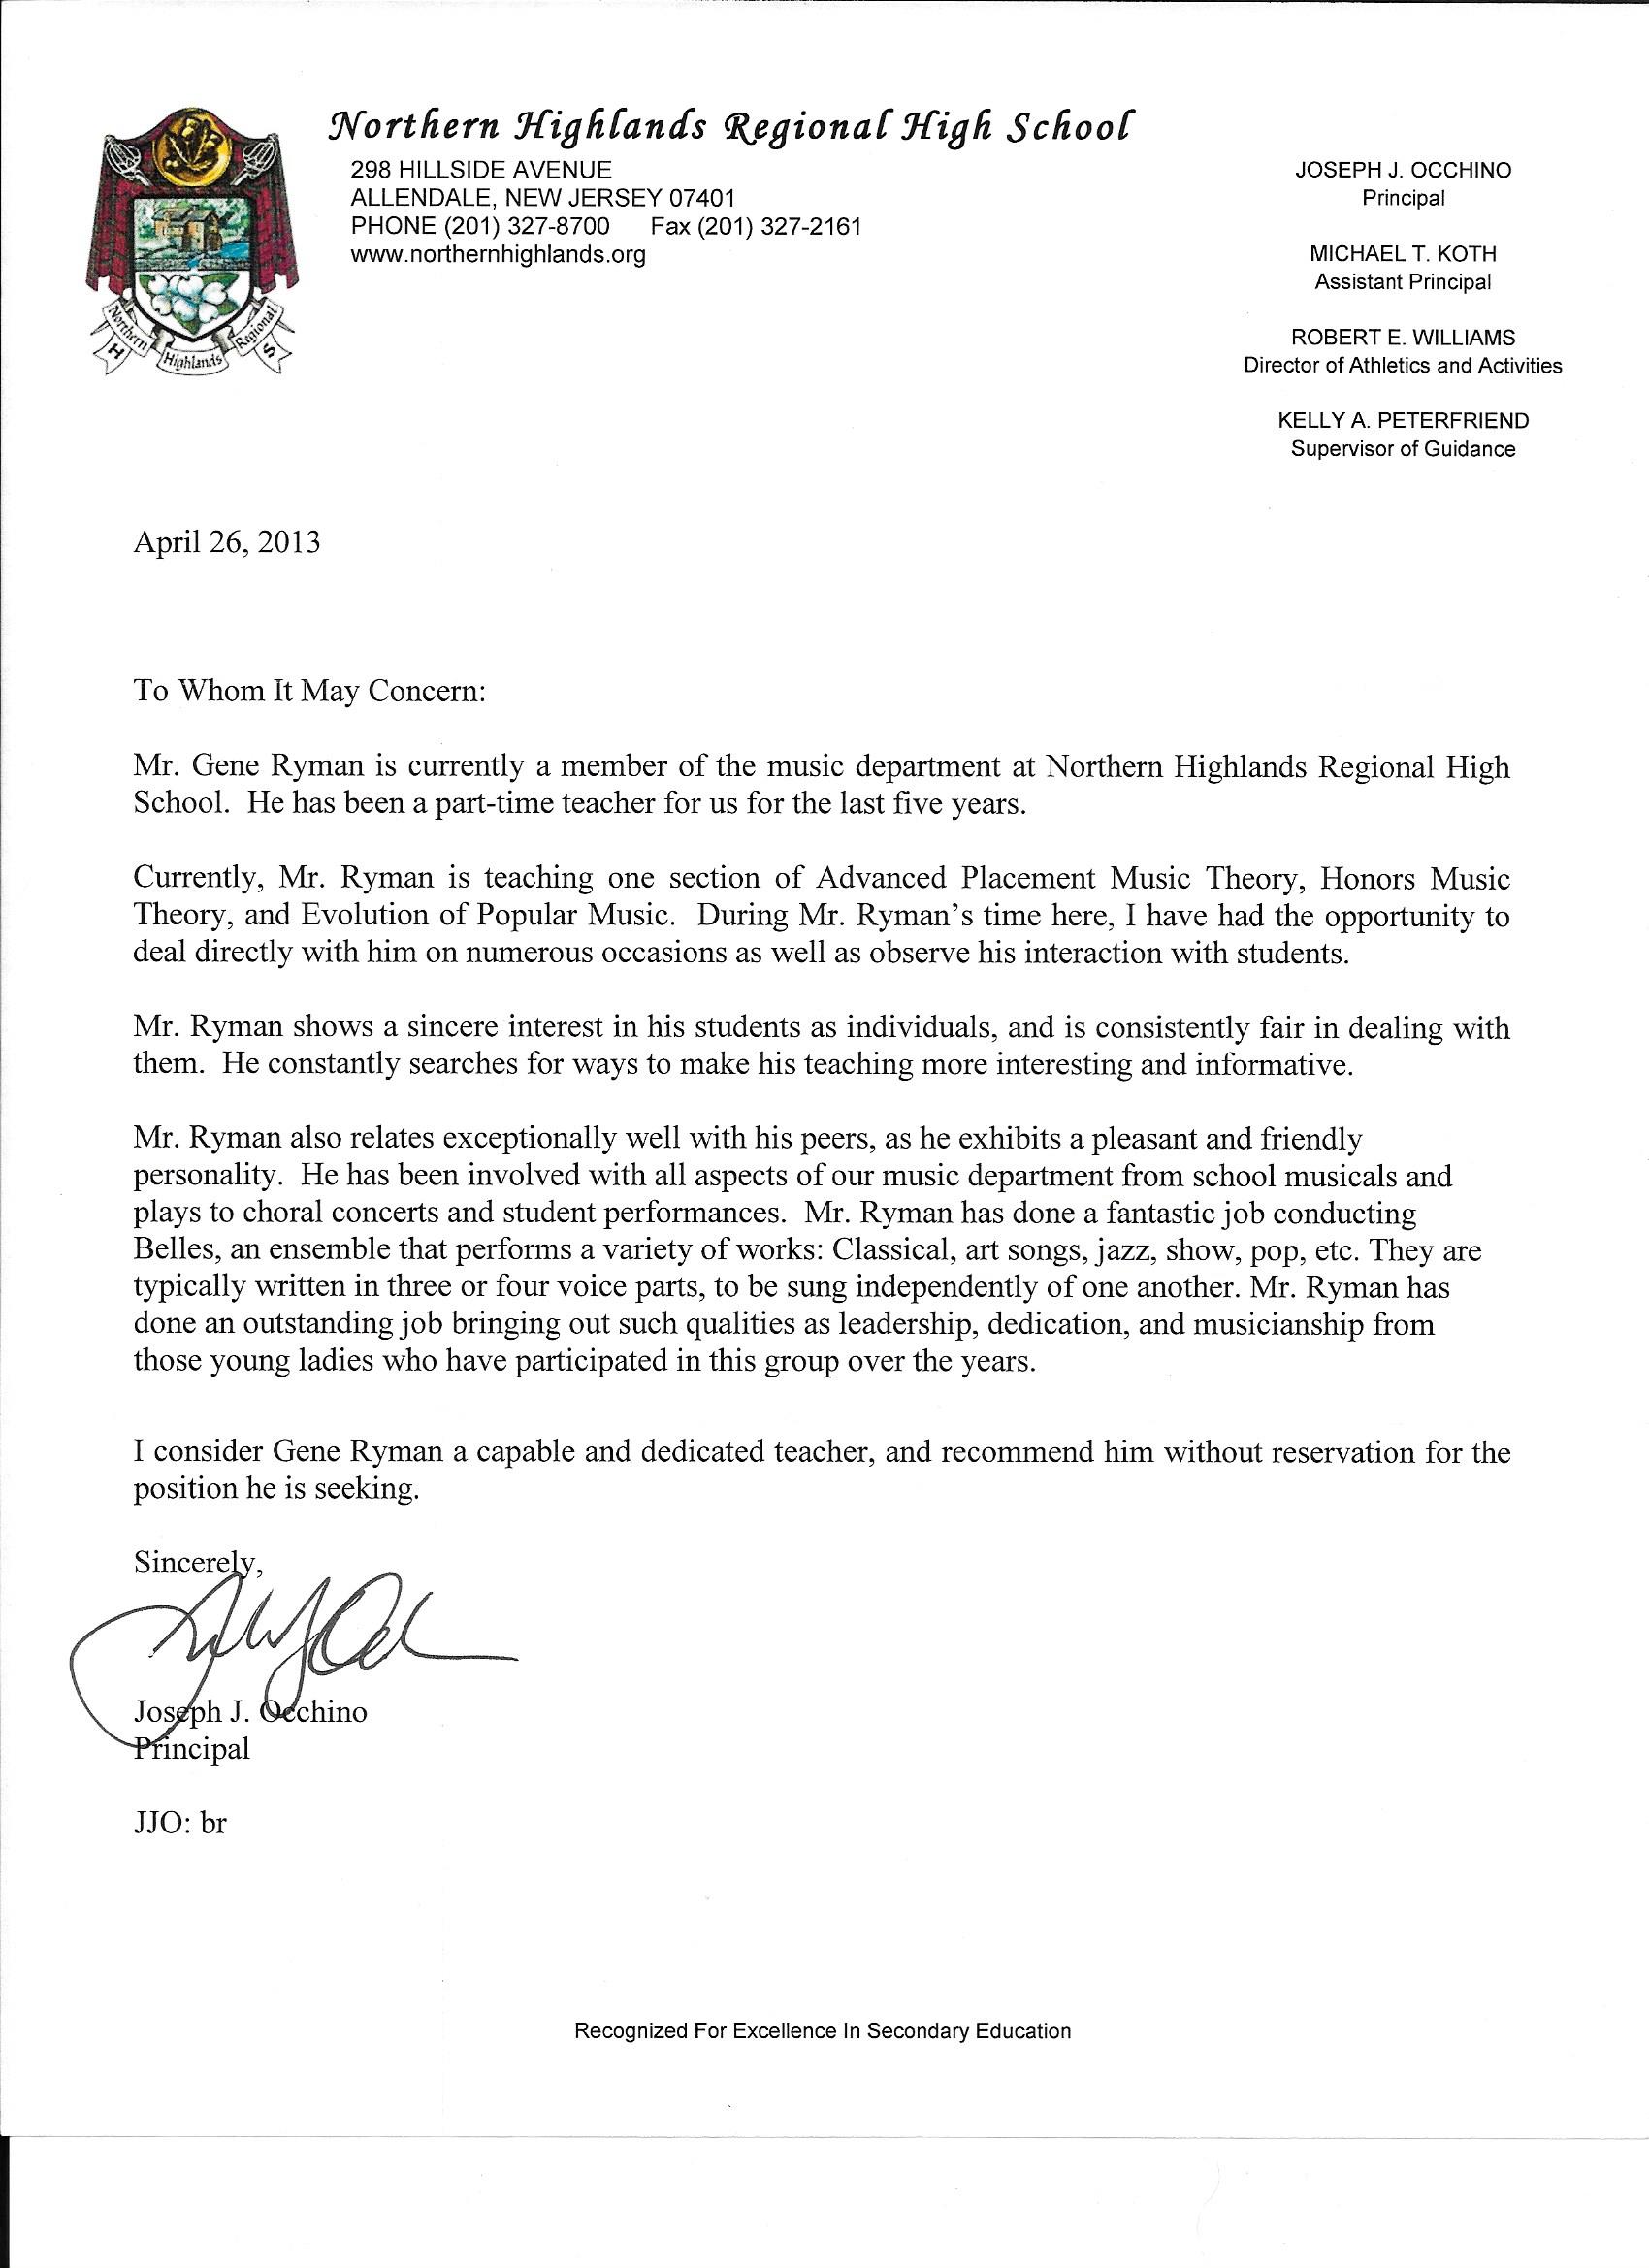 Northern Highlands Regional High School
298 HILLSIDE AVENUE
ALLENDALE, NEW JERSEY 07401
PHONE (201) 327-8700 Fax (201) 327-2161
www.northernhighlands.org
Northern Highlands Regional
H S
JOSEPH J. OCCHINO
Principal
MICHAEL T. KOTH
Assistant Principal
ROBERT E. WILLIAMS
Director of Athletics and Activities
KELLY A. PETERFRIEND
Supervisor of Guidance
April 26, 2013
To Whom It May Concern:
Mr. Gene Ryman is currently a member of the music department at Northern Highlands Regional High
School. He has been a part-time teacher for us for the last five years.
Currently, Mr. Ryman is teaching one section of Advanced Placement Music Theory, Honors Music
Theory, and Evolution of Popular Music. During Mr. Ryman’s time here, I have had the opportunity to
deal directly with him on numerous occasions as well as observe his interaction with students.
Mr. Ryman shows a sincere interest in his students as individuals, and is consistently fair in dealing with
them. He constantly searches for ways to make his teaching more interesting and informative.
Mr. Ryman also relates exceptionally well with his peers, as he exhibits a pleasant and friendly
personality. He has been involved with all aspects of our music department from school musicals and
plays to choral concerts and student performances. Mr. Ryman has done a fantastic job conducting
Belles, an ensemble that performs a variety of works: Classical, art songs, jazz, show, pop, etc. They are
typically written in three or four voice parts, to be sung independently of one another. Mr. Ryman has
done an outstanding job bringing out such qualities as leadership, dedication, and musicianship from
those young ladies who have participated in this group over the years.
I consider Gene Ryman a capable and dedicated teacher, and recommend him without reservation for the
position he is seeking.
Sincerely,
Joseph J. Occhino
Principal
JJO: br
Recognized For Excellence In Secondary Education